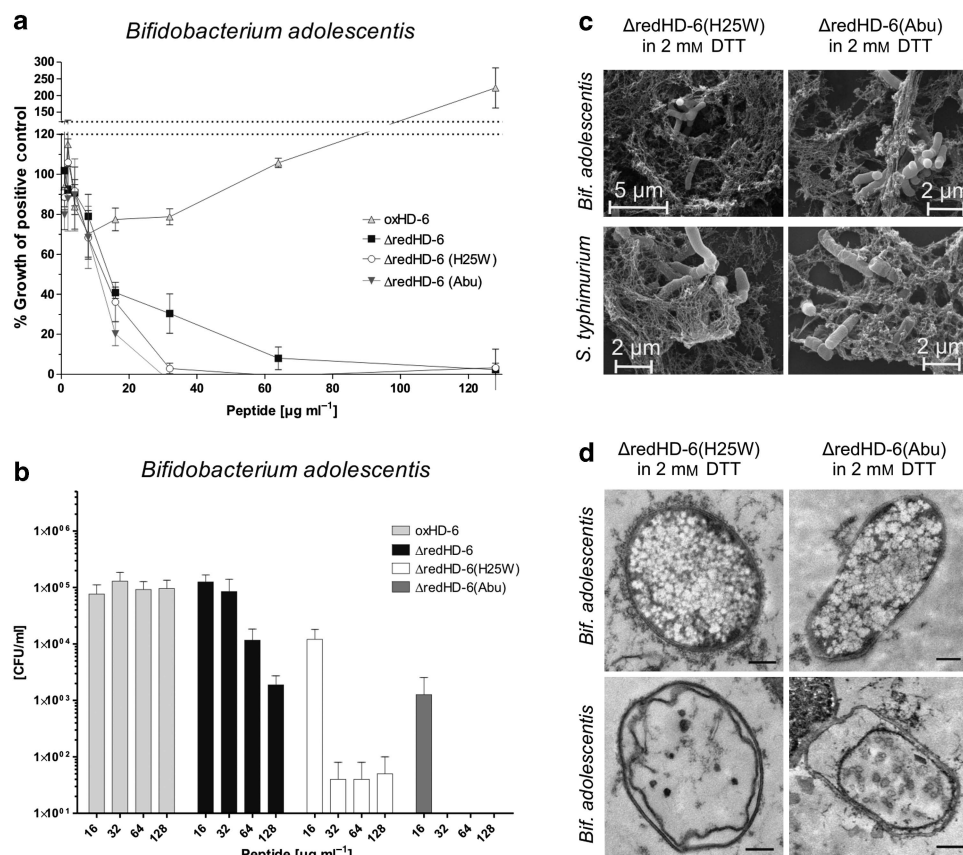 a
Bifidobacterium adolescentis
300
250
200
150
120
100
80
60
40
20
0
% Growth of positive control
oxHD-6
ΔredHD-6
ΔredHD-6 (H25W)
ΔredHD-6 (Abu)
0 20 40 60 80 100 120
Peptide [µg ml⁻¹]
b
Bifidobacterium adolescentis
1×10⁰⁶
1×10⁰⁵
1×10⁰⁴
1×10⁰³
1×10⁰²
1×10⁰¹
[CFU/ml]
oxHD-6
ΔredHD-6
ΔredHD-6(H25W)
ΔredHD-6(Abu)
16 32 64 128 16 32 64 128 16 32 64 128 16 32 64 128
Peptide [µg ml⁻¹]
c
ΔredHD-6(H25W)
in 2 mM DTT
ΔredHD-6(Abu)
in 2 mM DTT
Bif. adolescentis
5 µm
2 µm
S. typhimurium
2 µm
2 µm
d
ΔredHD-6(H25W)
in 2 mM DTT
ΔredHD-6(Abu)
in 2 mM DTT
Bif. adolescentis
Bif. adolescentis